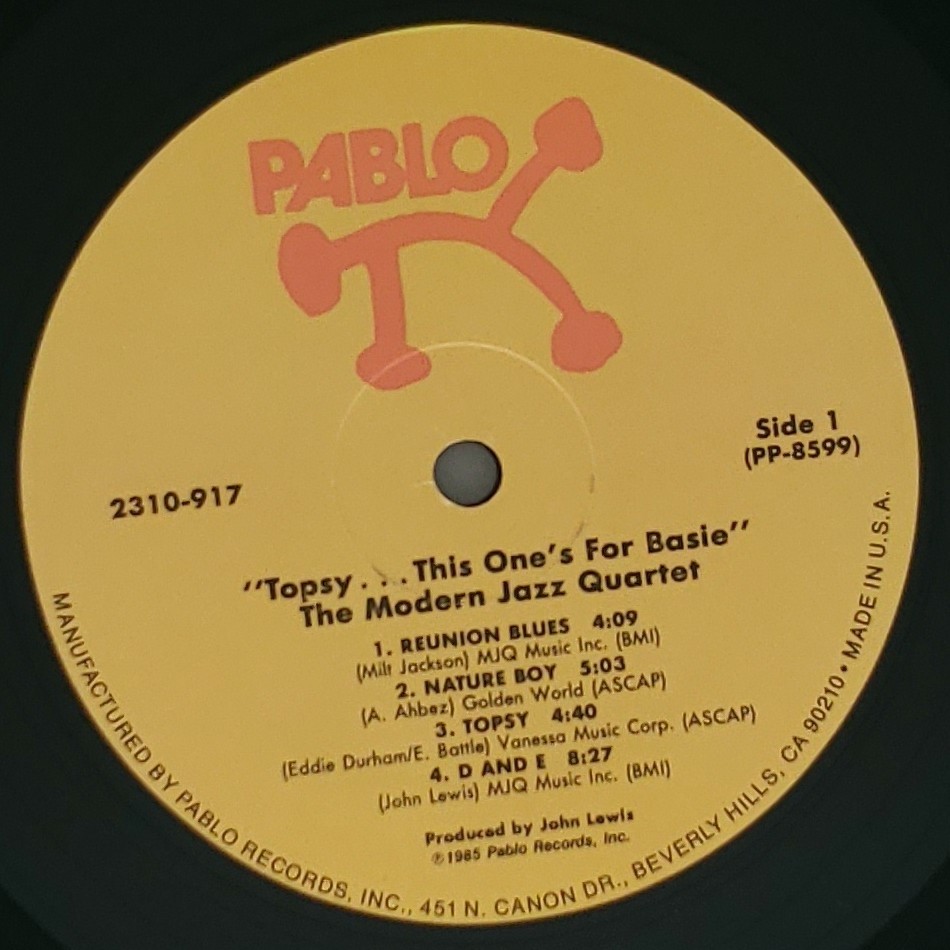 PABLO
Side 1
(PP-8599)
2310-917
"Topsy . . . This One's For Basie"
The Modern Jazz Quartet
1. REUNION BLUES 4:09
(Milt Jackson) MJQ Music Inc. (BMI)
2. NATURE BOY 5:03
(A. Ahbez) Golden World (ASCAP)
3. TOPSY 4:40
(Eddie Durham/E. Battle) Vanessa Music Corp. (ASCAP)
4. D AND E 8:27
(John Lewis) MJQ Music Inc. (BMI)
Produced by John Lewis
℗1985 Pablo Records, Inc.
MANUFACTURED BY PABLO RECORDS, INC., 451 N. CANON DR., BEVERLY HILLS, CA 90210 • MADE IN U.S.A.